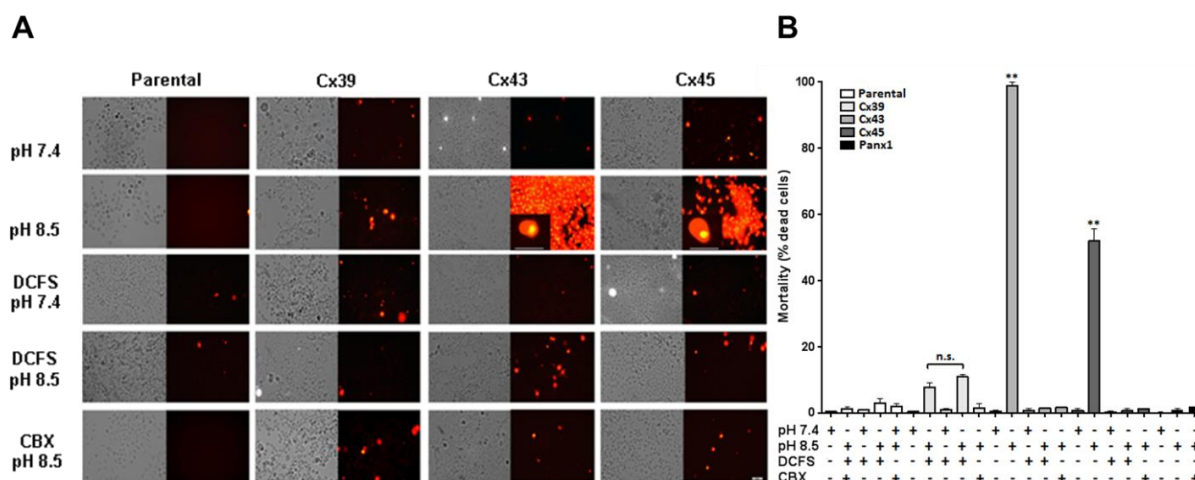 A
Parental
Cx39
Cx43
Cx45
pH 7.4
pH 8.5
DCFS
pH 7.4
DCFS
pH 8.5
CBX
pH 8.5
B
Mortality (% dead cells)
100
80
60
40
20
0
Parental
Cx39
Cx43
Cx45
Panx1
n.s.
**
**
pH 7.4
pH 8.5
DCFS
CBX